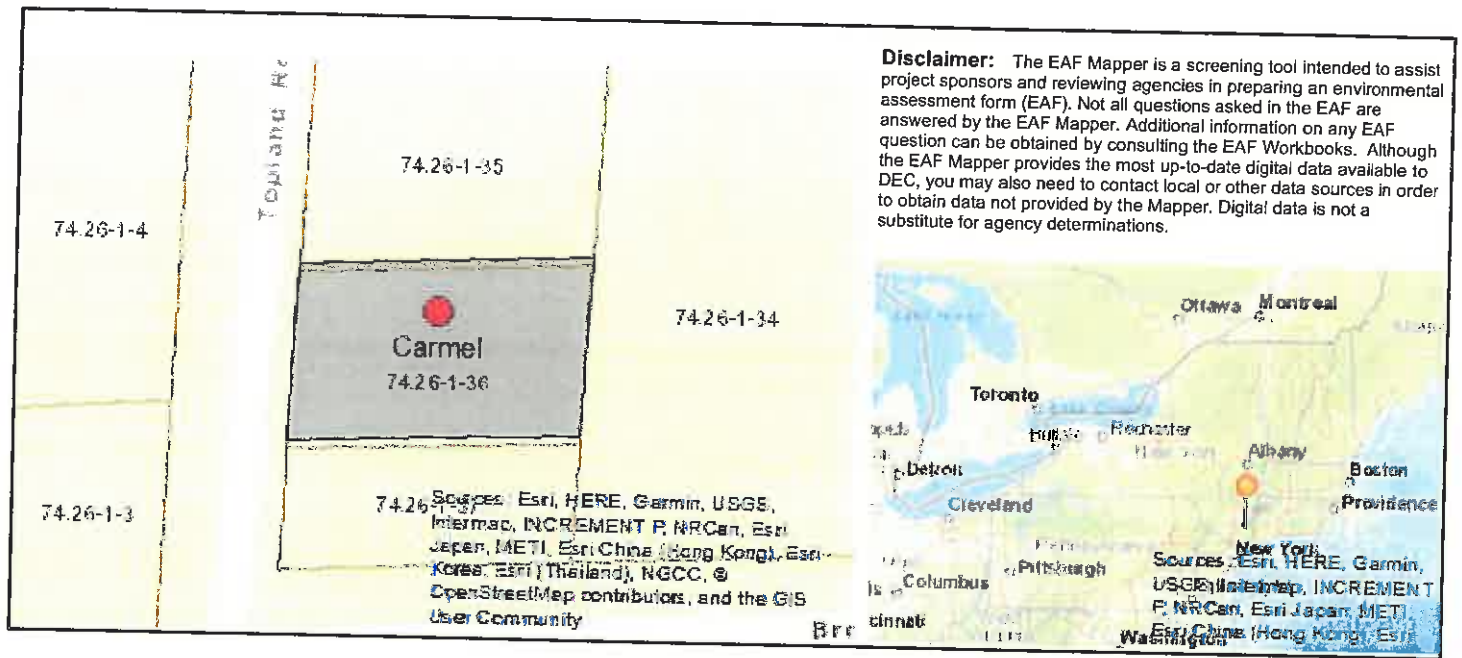 Disclaimer: The EAF Mapper is a screening tool intended to assist
project sponsors and reviewing agencies in preparing an environmental
assessment form (EAF). Not all questions asked in the EAF are
answered by the EAF Mapper. Additional information on any EAF
question can be obtained by consulting the EAF Workbooks. Although
the EAF Mapper provides the most up-to-date digital data available to
DEC, you may also need to contact local or other data sources in order
to obtain data not provided by the Mapper. Digital data is not a
substitute for agency determinations.
74.26-1-35
74.26-1-4
74.26-1-34
Carmel
74.26-1-36
74.26-1-3
Sources: Esri, HERE, Garmin, USGS,
Intermap, INCREMENT P, NRCan, Esri
Japan, METI, Esri China (Hong Kong), Esri
Korea, Esri (Thailand), NGCC, ©
OpenStreetMap contributors, and the GIS
User Community
Ottawa
Montreal
Toronto
Rochester
Albany
Detroit
Boston
Cleveland
Providence
New York
Pittsburgh
Columbus
Sources: Esri, HERE, Garmin,
USGS, Intermap, INCREMENT
P, NRCan, Esri Japan, METI,
Esri China (Hong Kong), Esri
Washington
cinnati